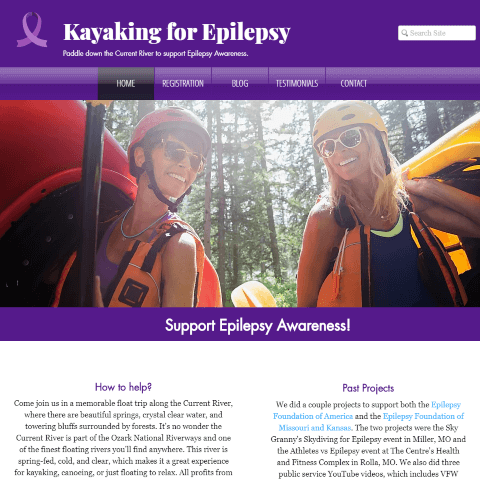 Kayaking for Epilepsy
Paddle down the Current River to support Epilepsy Awareness.
Search Site
HOME
REGISTRATION
BLOG
TESTIMONIALS
CONTACT
Support Epilepsy Awareness!
How to help?
Come join us in a memorable float trip along the Current River,
where there are beautiful springs, crystal clear water, and
towering bluffs surrounded by forests. It's no wonder the
Current River is part of the Ozark National Riverways and one
of the finest floating rivers you'll find anywhere. This river is
spring-fed, cold, and clear, which makes it a great experience
for kayaking, canoeing, or just floating to relax. All profits from
Past Projects
We did a couple projects to support both the Epilepsy
Foundation of America and the Epilepsy Foundation of
Missouri and Kansas. The two projects were the Sky
Granny's Skydiving for Epilepsy event in Miller, MO and
the Athletes vs Epilepsy event at The Centre's Health
and Fitness Complex in Rolla, MO. We also did three
public service YouTube videos, which includes VFW